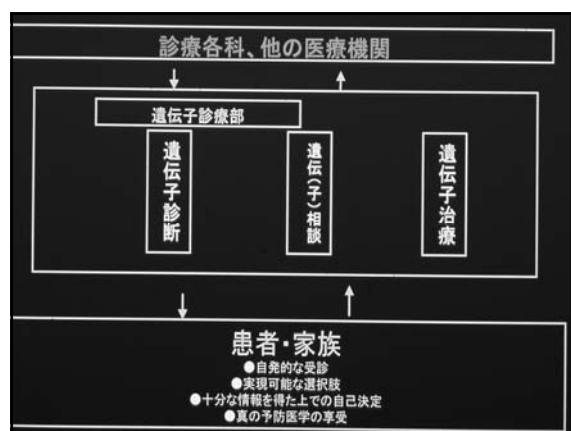 診療各科、他の医療機関
遺伝子診療部
遺伝子診断
遺伝(子)相談
遺伝子治療
患者・家族
●自発的な受診
●実現可能な選択肢
●十分な情報を得た上での自己決定
●真の予防医学の享受